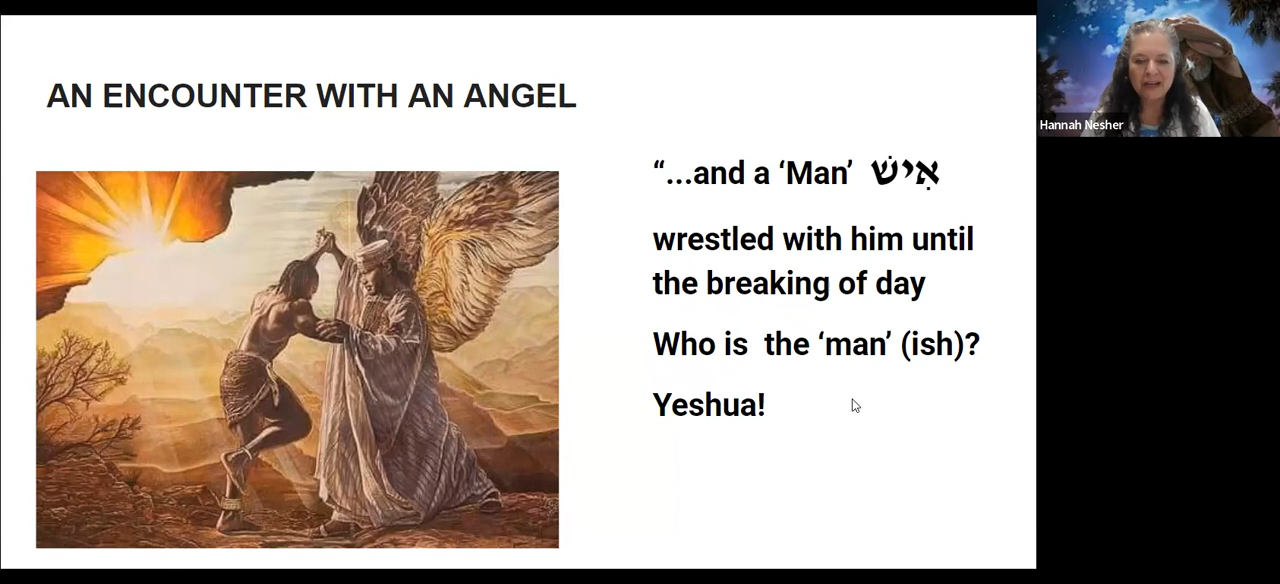 AN ENCOUNTER WITH AN ANGEL
“...and a ‘Man’ אִישׁ
wrestled with him until
the breaking of day
Who is the ‘man’ (ish)?
Yeshua!
Hannah Nesher